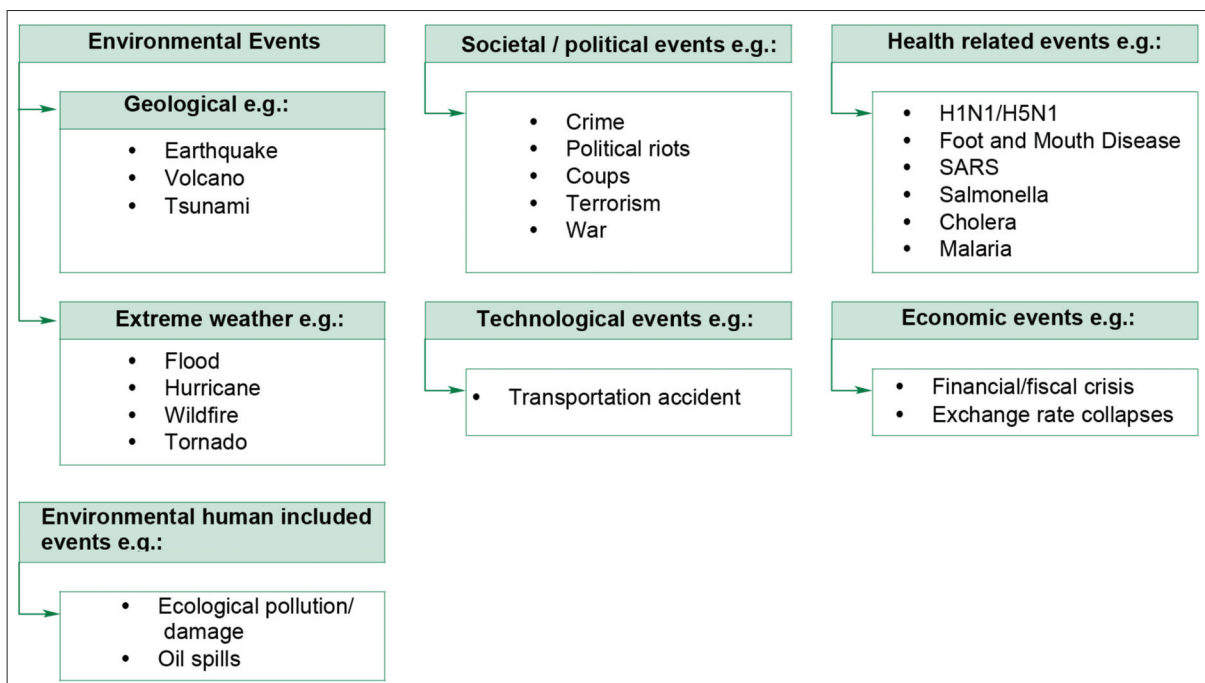 Environmental Events
Geological e.g.:
• Earthquake
• Volcano
• Tsunami
Extreme weather e.g.:
• Flood
• Hurricane
• Wildfire
• Tornado
Environmental human included
events e.g.:
• Ecological pollution/
damage
• Oil spills
Societal / political events e.g.:
• Crime
• Political riots
• Coups
• Terrorism
• War
Technological events e.g.:
• Transportation accident
Health related events e.g.:
• H1N1/H5N1
• Foot and Mouth Disease
• SARS
• Salmonella
• Cholera
• Malaria
Economic events e.g.:
• Financial/fiscal crisis
• Exchange rate collapses